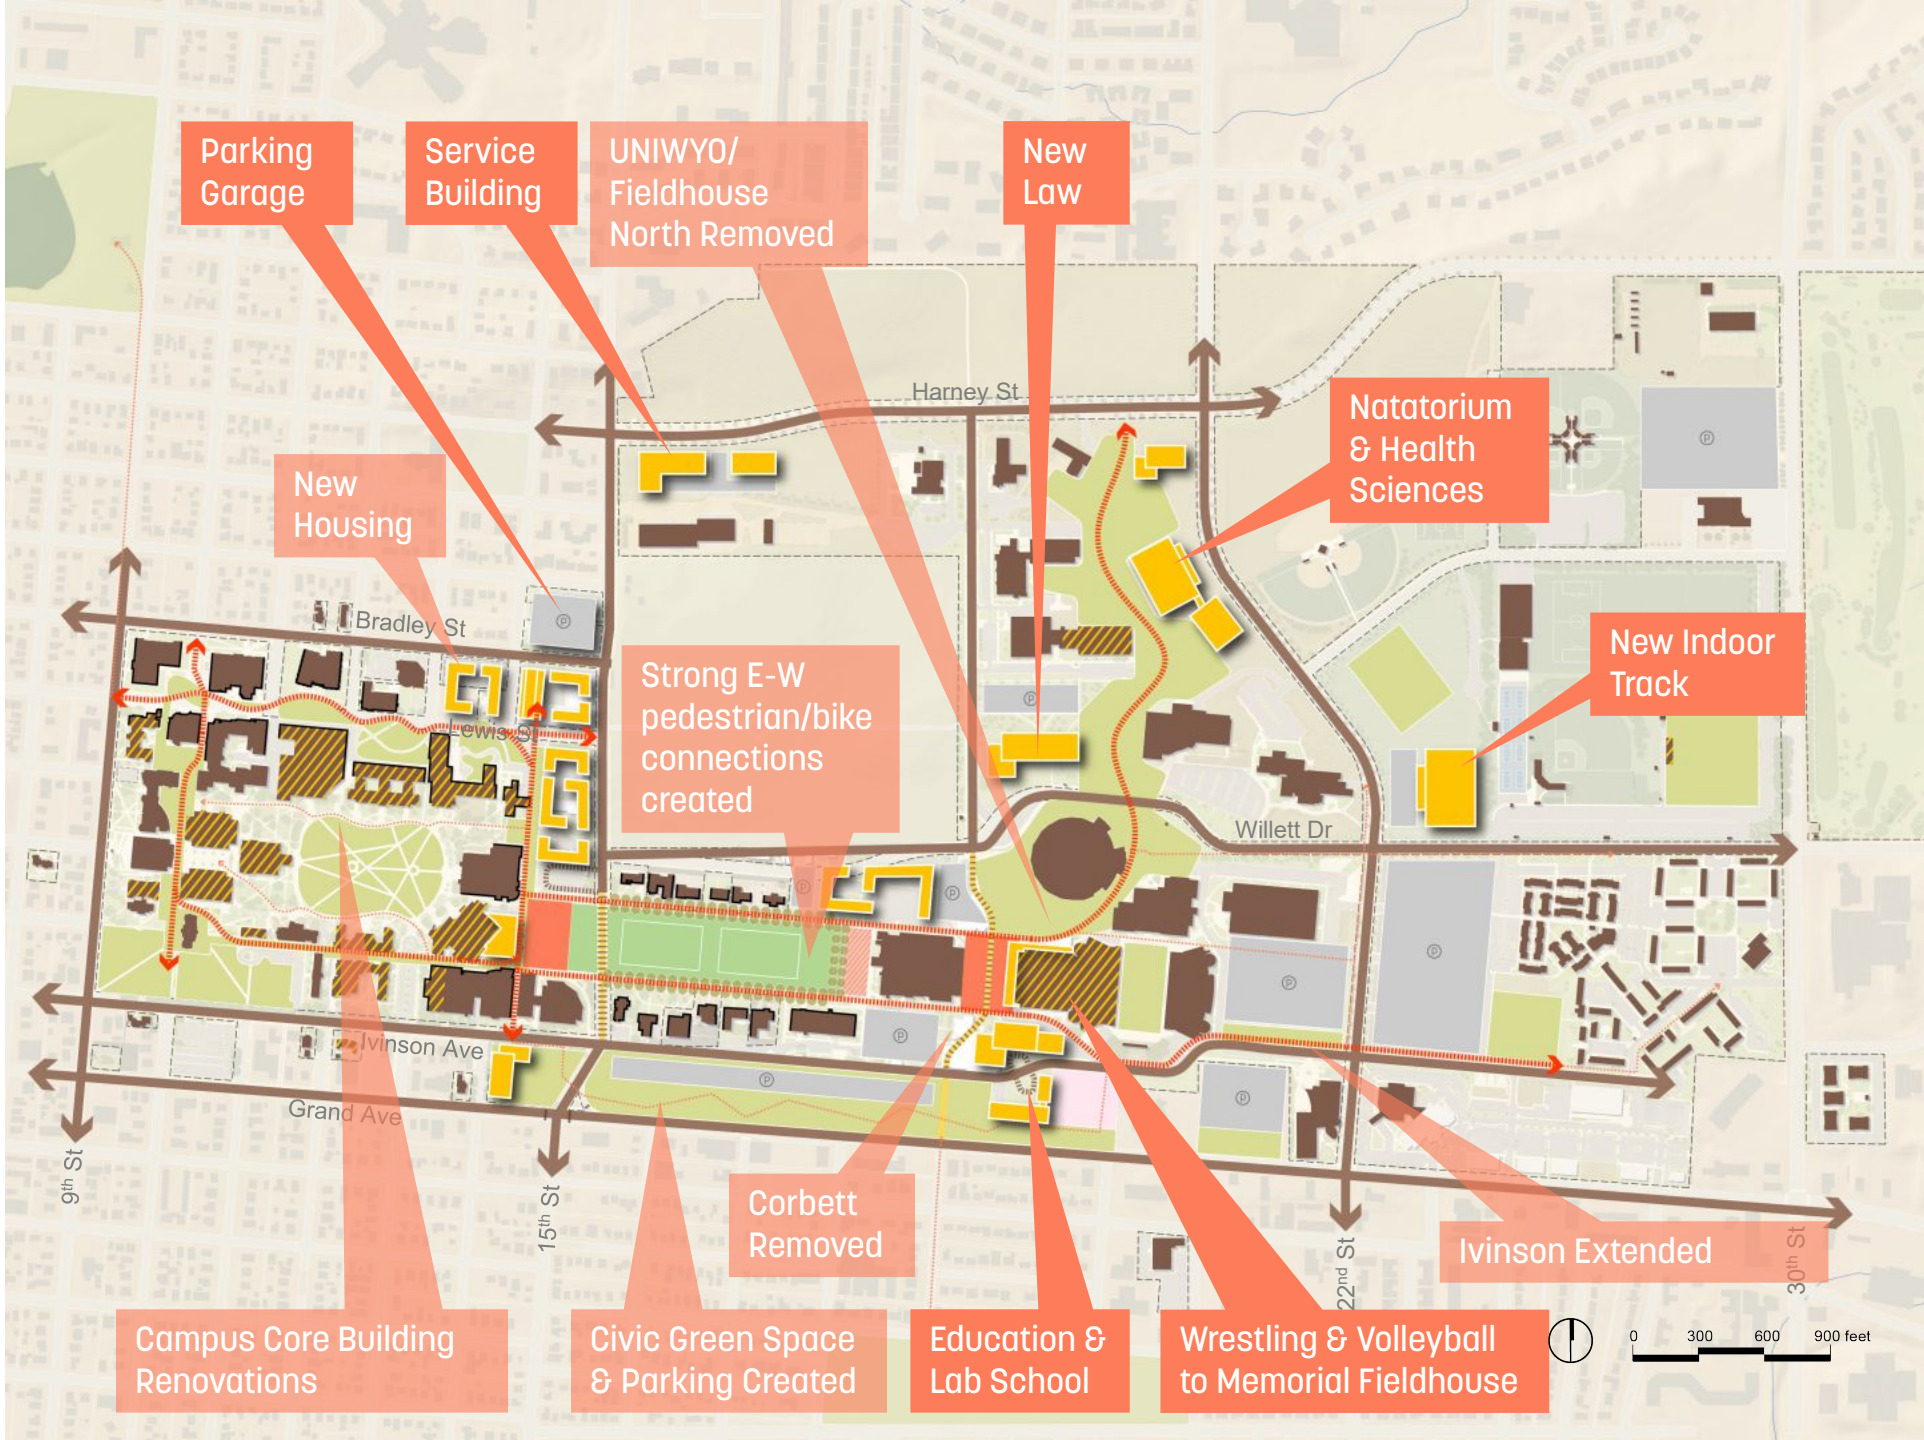 Parking
Garage
Service
Building
UNIWYO/
Fieldhouse
North Removed
New
Law
Harney St
Natatorium
& Health
Sciences
P
New
Housing
P
Bradley St
New Indoor
Track
Strong E-W
pedestrian/bike
connections
created
P
Lewis St
Willett Dr
P
P
P
P
P
Ivinson Ave
P
P
P
Grand Ave
9th St
15th St
Corbett
Removed
22nd St
Ivinson Extended
30th St
Campus Core Building
Renovations
Civic Green Space
& Parking Created
Education &
Lab School
Wrestling & Volleyball
to Memorial Fieldhouse
0 300 600 900 feet